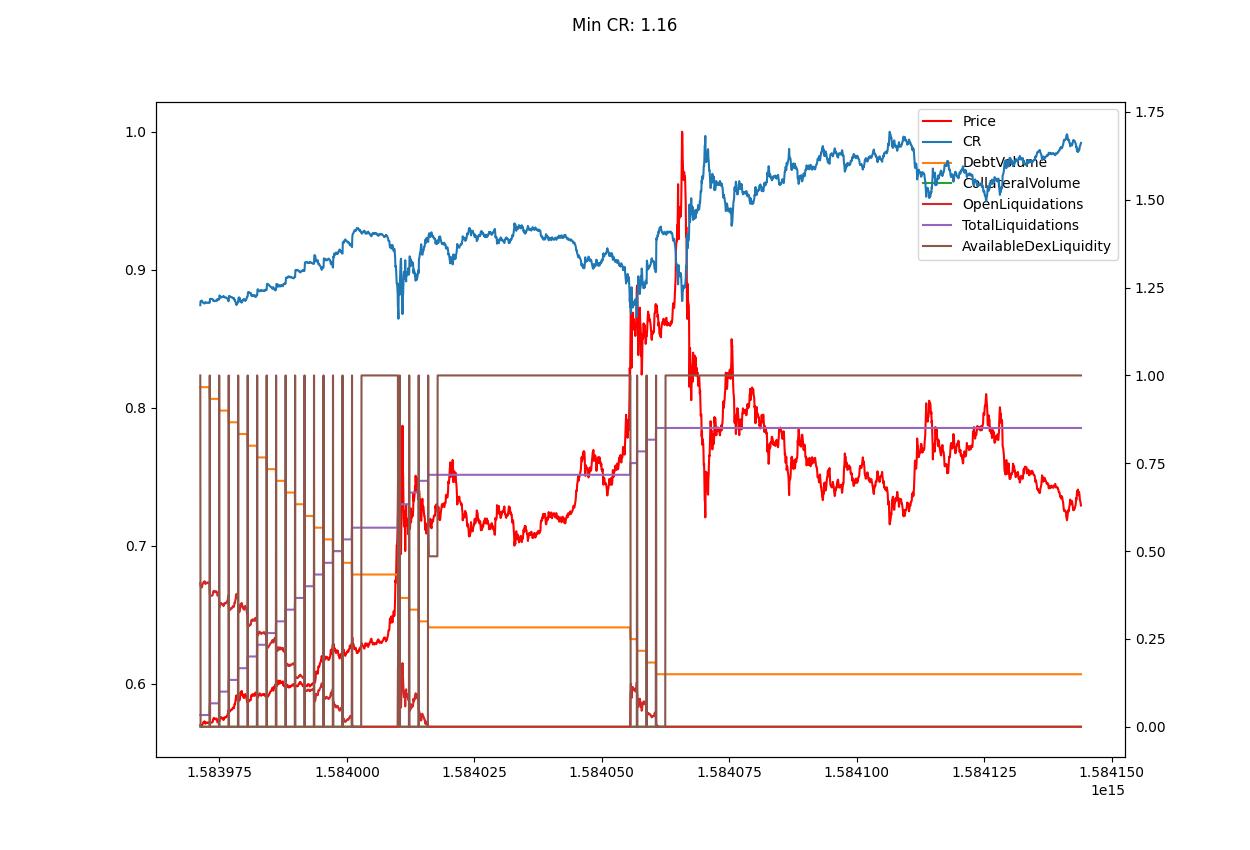 Min CR: 1.16
1.0
0.9
0.8
0.7
0.6
1.75
1.50
1.25
1.00
0.75
0.50
0.25
0.00
Price
CR
DebtVolume
CollateralVolume
OpenLiquidations
TotalLiquidations
AvailableDexLiquidity
1.583975 1.584000 1.584025 1.584050 1.584075 1.584100 1.584125 1.584150
1e15